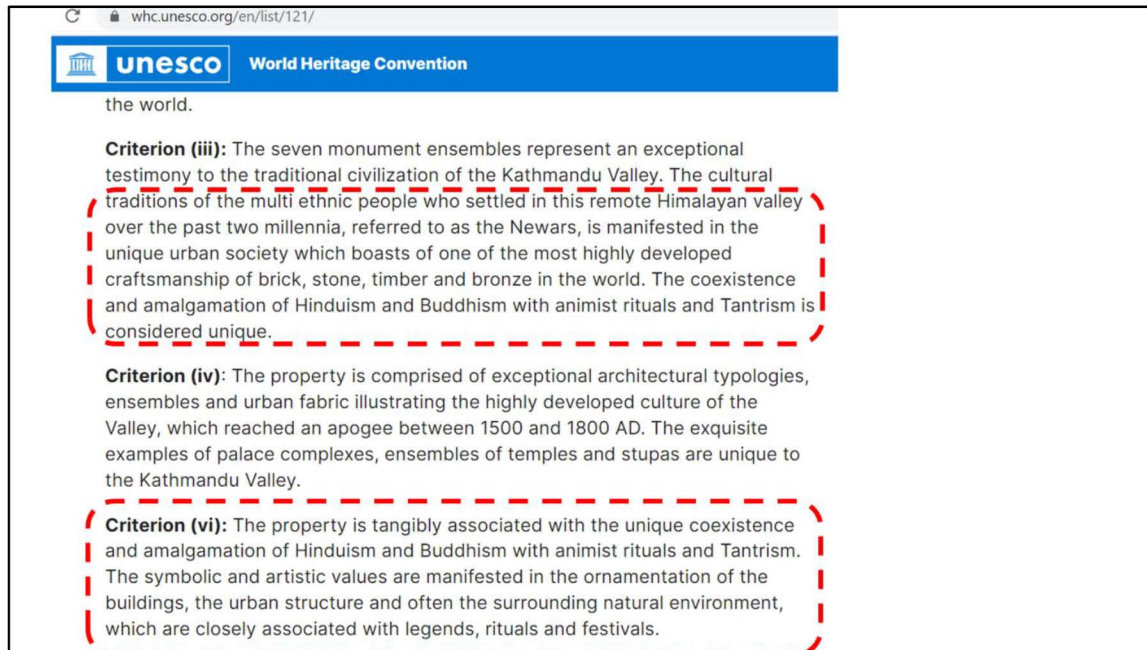 whc.unesco.org/en/list/121/
unesco World Heritage Convention
the world.
Criterion (iii): The seven monument ensembles represent an exceptional
testimony to the traditional civilization of the Kathmandu Valley. The cultural
traditions of the multi ethnic people who settled in this remote Himalayan valley
over the past two millennia, referred to as the Newars, is manifested in the
unique urban society which boasts of one of the most highly developed
craftsmanship of brick, stone, timber and bronze in the world. The coexistence
and amalgamation of Hinduism and Buddhism with animist rituals and Tantrism is
considered unique.
Criterion (iv): The property is comprised of exceptional architectural typologies,
ensembles and urban fabric illustrating the highly developed culture of the
Valley, which reached an apogee between 1500 and 1800 AD. The exquisite
examples of palace complexes, ensembles of temples and stupas are unique to
the Kathmandu Valley.
Criterion (vi): The property is tangibly associated with the unique coexistence
and amalgamation of Hinduism and Buddhism with animist rituals and Tantrism.
The symbolic and artistic values are manifested in the ornamentation of the
buildings, the urban structure and often the surrounding natural environment,
which are closely associated with legends, rituals and festivals.